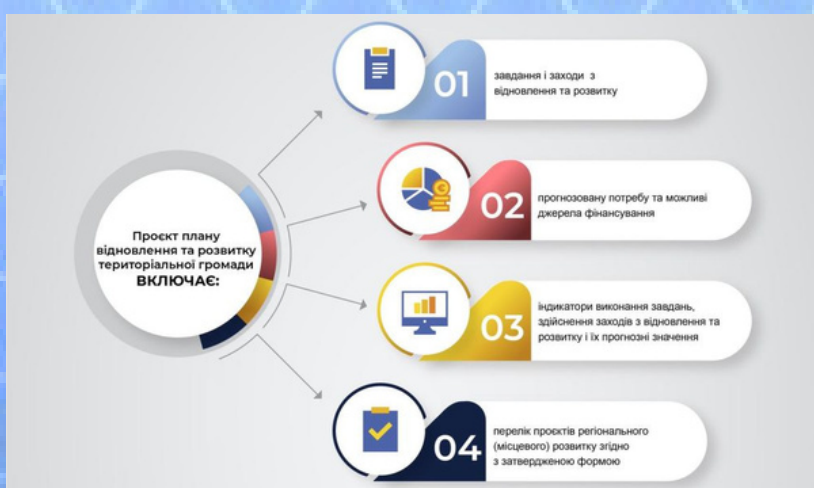 Проєкт плану
відновлення та розвитку
територіальної громади
ВКЛЮЧАЄ:
01
завдання і заходи з
відновлення та розвитку
02
прогнозовану потребу та можливі
джерела фінансування
03
індикатори виконання завдань,
здійснення заходів з відновлення та
розвитку і їх прогнозні значення
04
перелік проєктів регіонального
(місцевого) розвитку згідно
з затвердженою формою